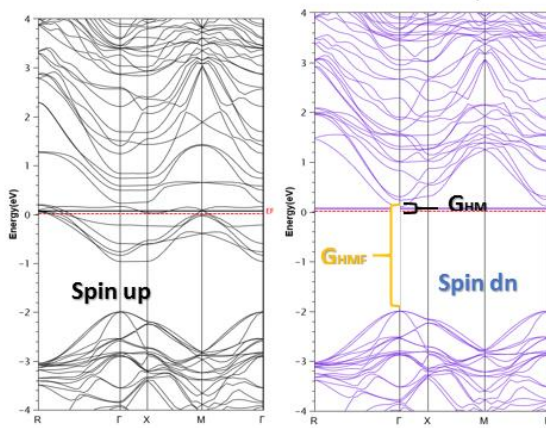 4
3
2
1
0
-1
-2
-3
-4
Energy(eV)
EF
Spin up
R Γ X M Γ
4
3
2
1
0
-1
-2
-3
-4
Energy(eV)
GHM
GHMF
Spin dn
R Γ X M